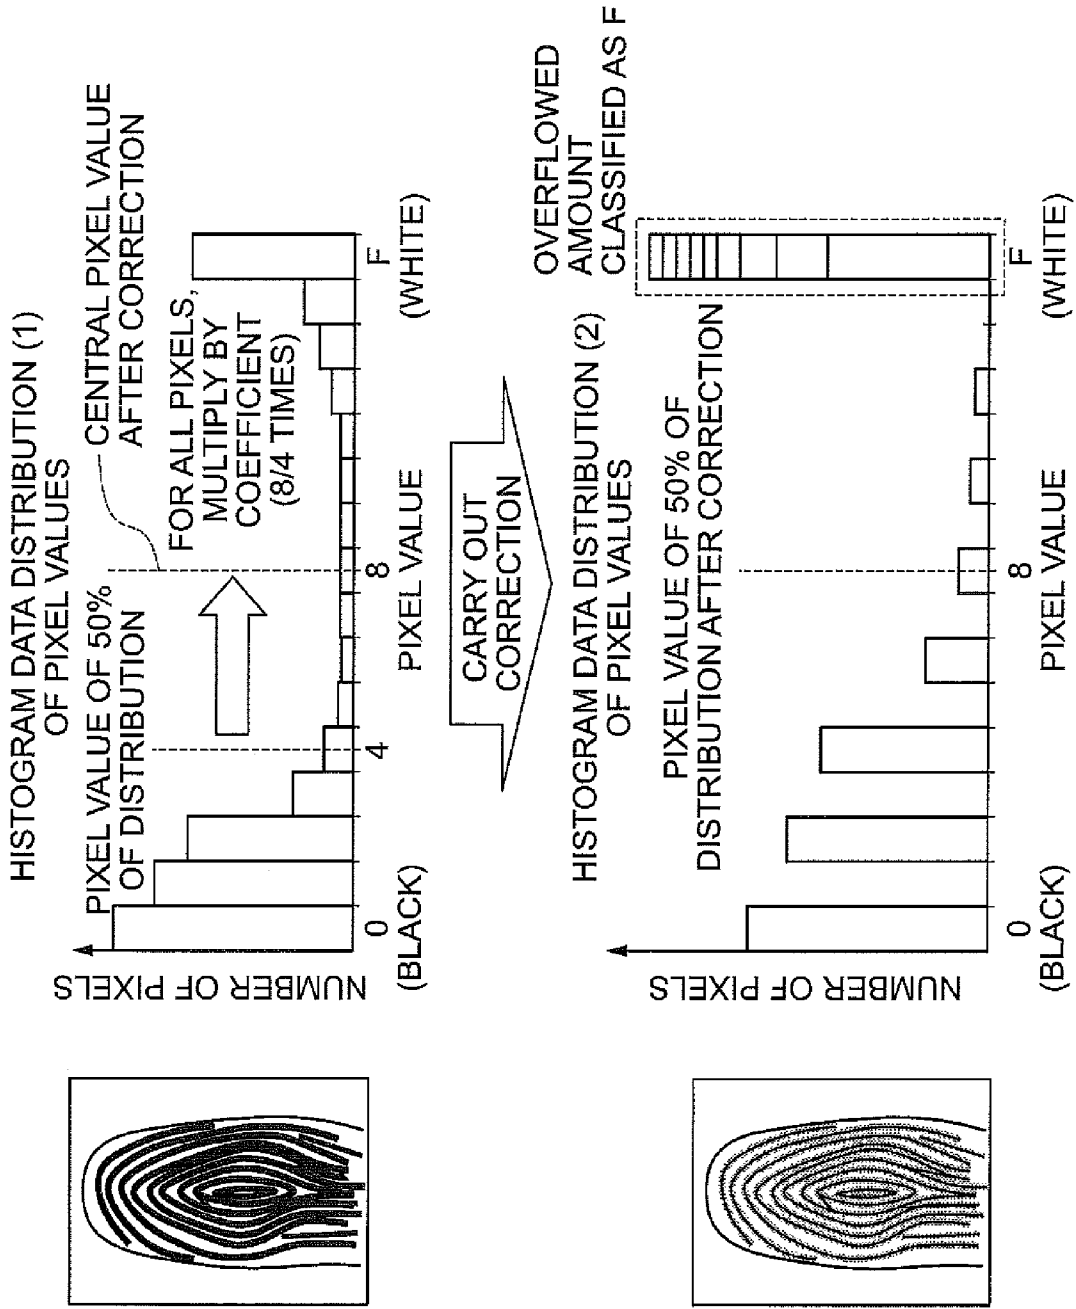 HISTOGRAM DATA DISTRIBUTION (1)
OF PIXEL VALUES
PIXEL VALUE OF 50%
OF DISTRIBUTION
CENTRAL PIXEL VALUE
AFTER CORRECTION
FOR ALL PIXELS,
MULTIPLY BY
COEFFICIENT
(8/4 TIMES)
NUMBER OF PIXELS
0
(BLACK)
4
8
PIXEL VALUE
F
(WHITE)
CARRY OUT
CORRECTION
HISTOGRAM DATA DISTRIBUTION (2)
OF PIXEL VALUES
PIXEL VALUE OF 50% OF
DISTRIBUTION AFTER CORRECTION
OVERFLOWED
AMOUNT
CLASSIFIED AS F
NUMBER OF PIXELS
0
(BLACK)
8
PIXEL VALUE
F
(WHITE)